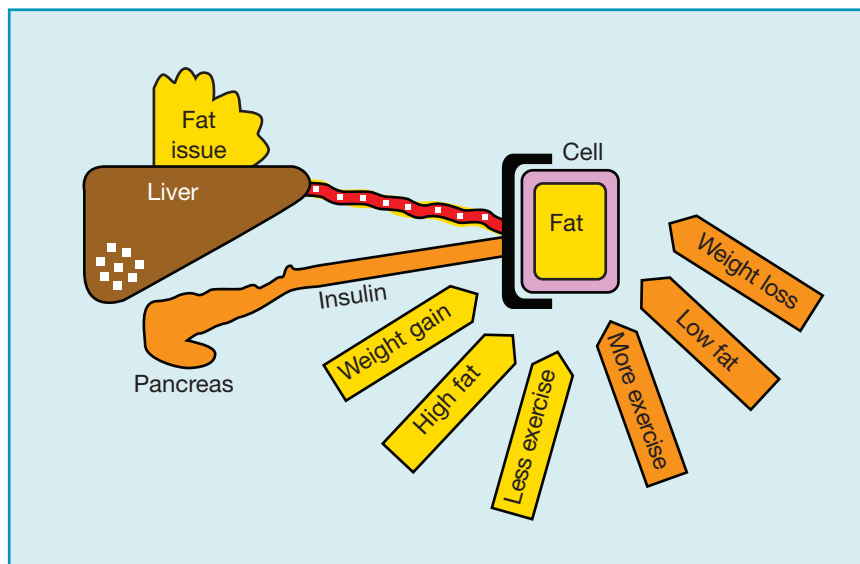 Fat
issue
Liver
Cell
Fat
Insulin
Pancreas
Weight gain
High fat
Less exercise
More exercise
Low fat
Weight loss